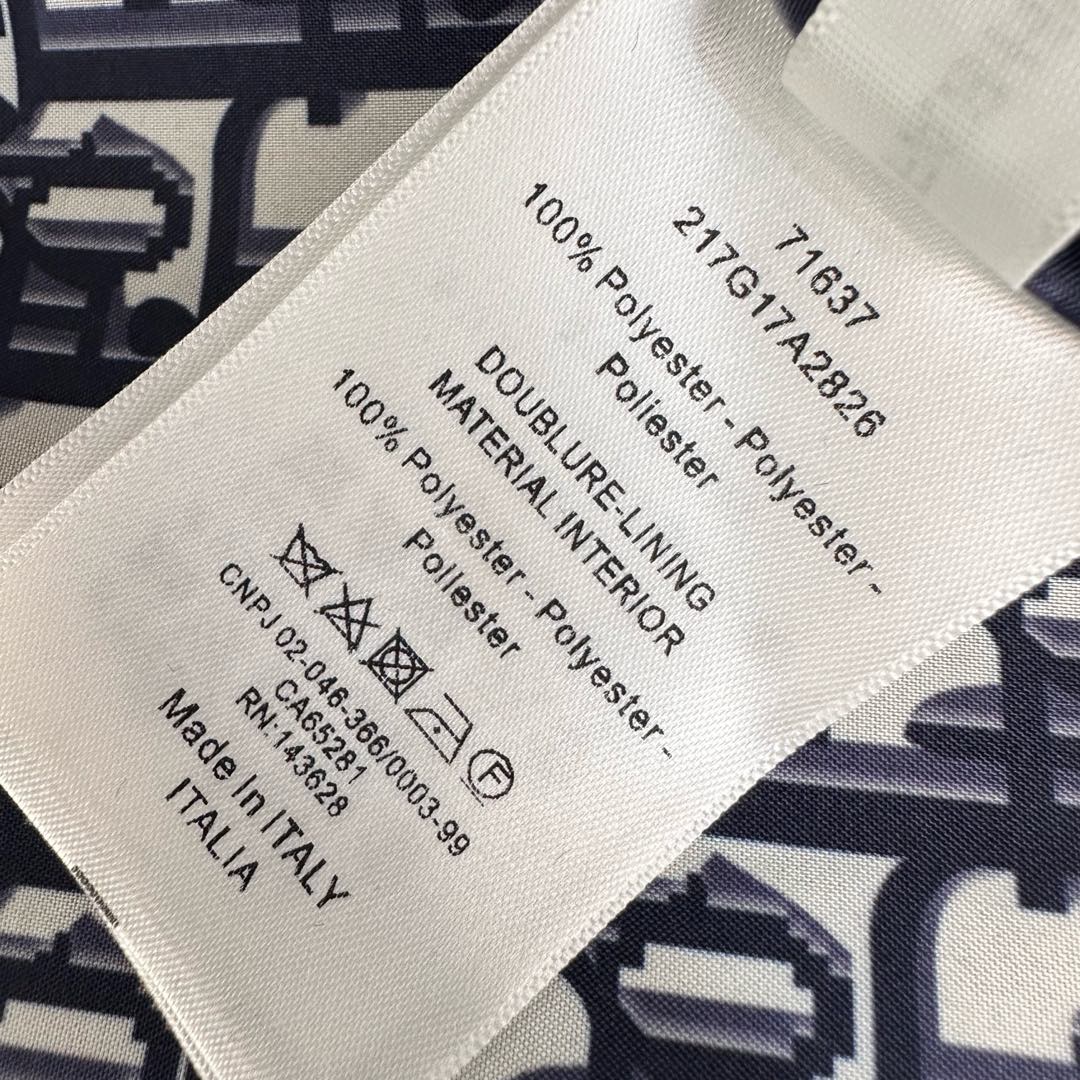 71637
217G17A2826
100% Polyester - Polyester -
Poliester
DOUBLURE-LINING
MATERIAL INTERIOR
100% Polyester - Polyester -
Poliester
F
CNPJ 02-046-366/0003-99
CA65281
RN:143628
Made In ITALY
ITALIA